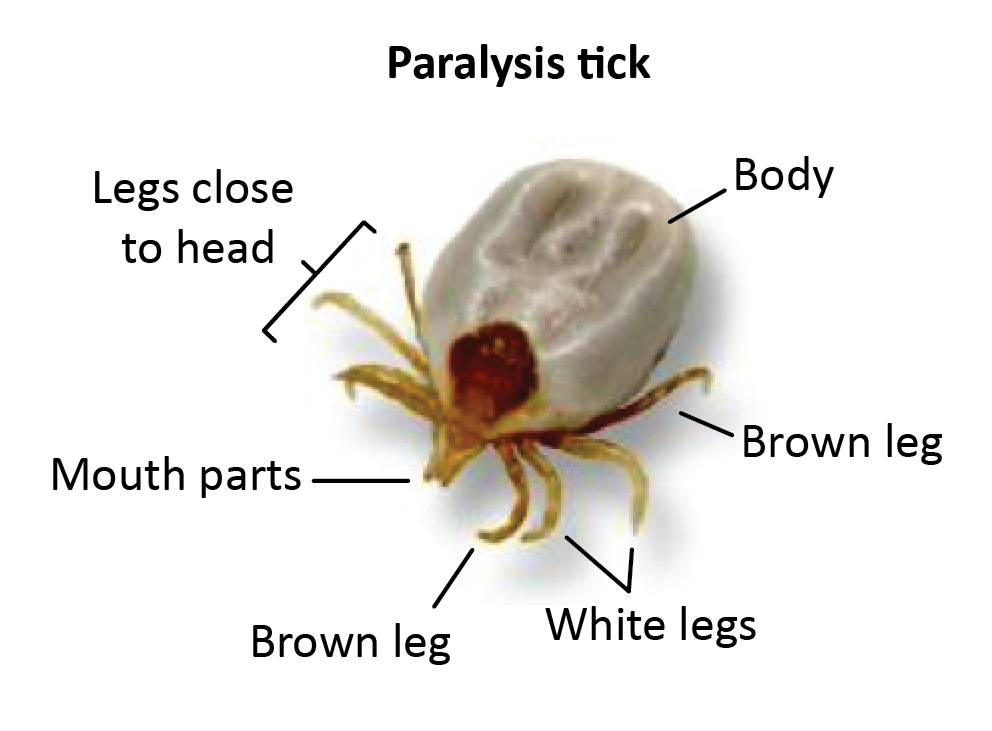 Paralysis tick
Legs close
to head
Body
Brown leg
Mouth parts
White legs
Brown leg